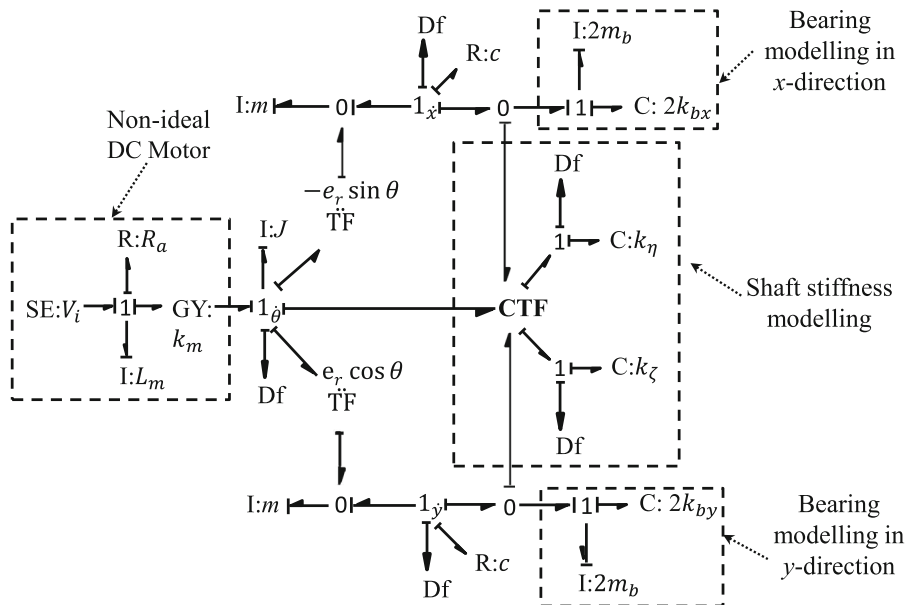 Df
I:2m_b
R:c
Bearing
modelling in
x-direction
I:m
0
1_ẋ
0
1
C: 2k_bx
Non-ideal
DC Motor
Df
−e_r sin θ
T̈F
1
C:k_η
R:R_a
I:J
SE:V_i
1
GY:
k_m
1_θ̇
CTF
Shaft stiffness
modelling
I:L_m
Df
e_r cos θ
T̈F
1
C:k_ζ
Df
I:m
0
1_ẏ
0
1
C: 2k_by
Bearing
modelling in
y-direction
Df
R:c
I:2m_b